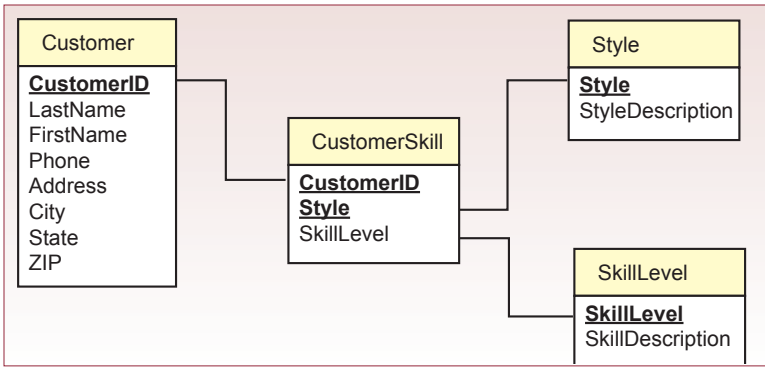 Customer
CustomerID
LastName
FirstName
Phone
Address
City
State
ZIP
CustomerSkill
CustomerID
Style
SkillLevel
Style
Style
StyleDescription
SkillLevel
SkillLevel
SkillDescription